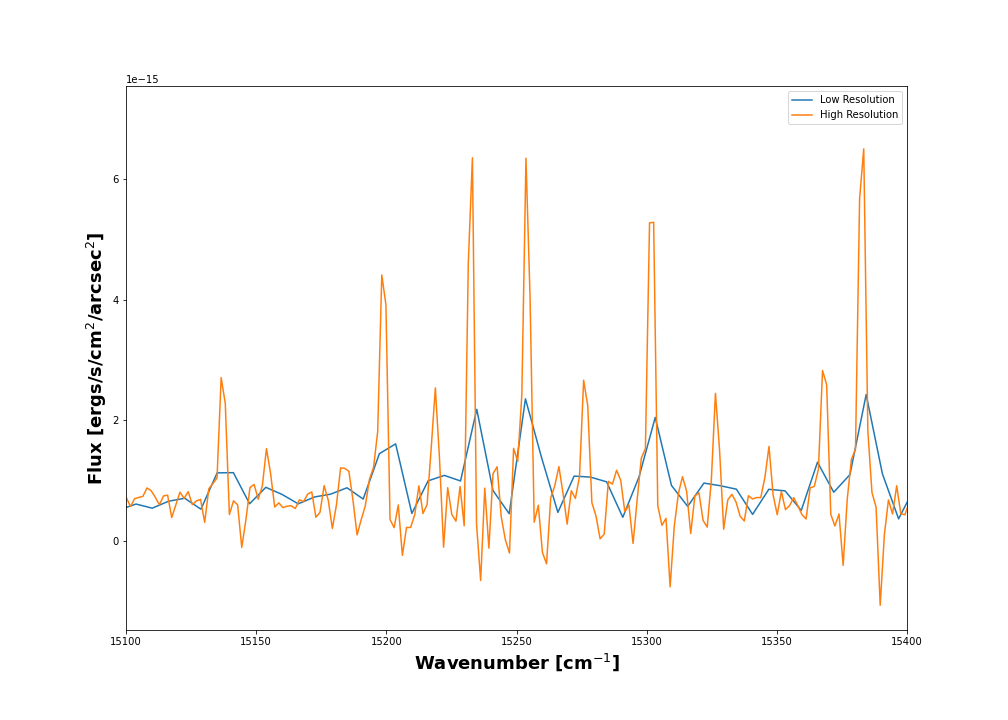 1e−15
Low Resolution
High Resolution
6
4
2
0
Flux [ergs/s/cm²/arcsec²]
15100 15150 15200 15250 15300 15350 15400
Wavenumber [cm⁻¹]